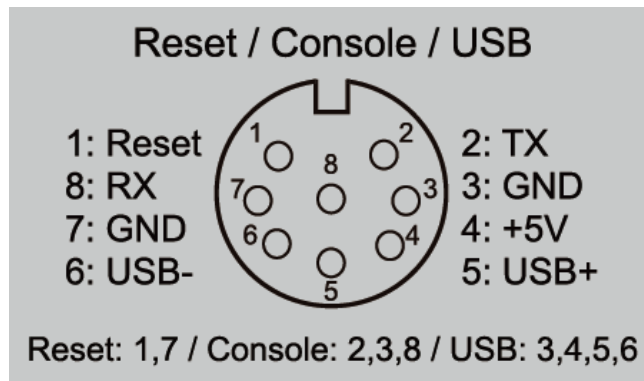 Reset / Console / USB
1: Reset
8: RX
7: GND
6: USB-
1
2
8
7
3
6
4
5
2: TX
3: GND
4: +5V
5: USB+
Reset: 1,7 / Console: 2,3,8 / USB: 3,4,5,6